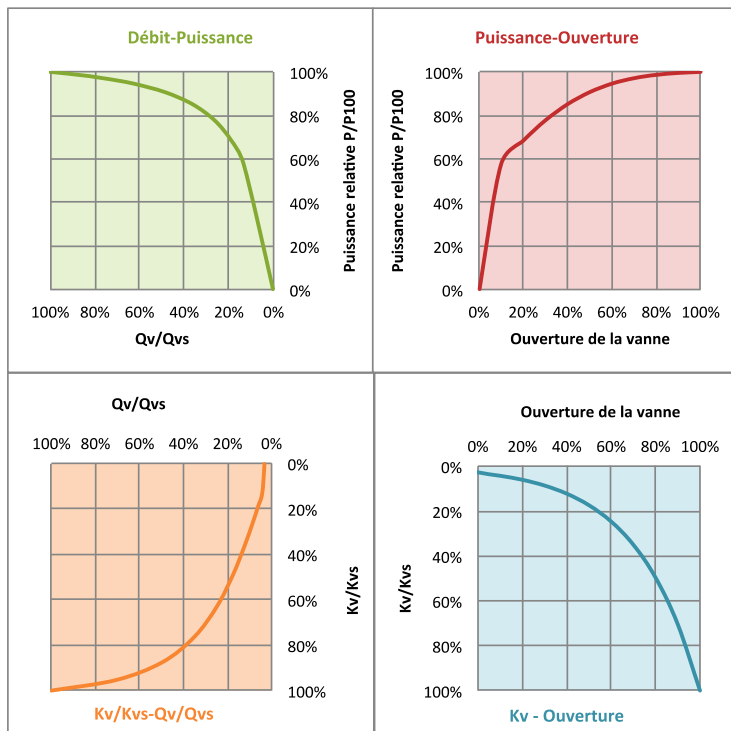 Débit-Puissance
100%
80%
60%
40%
20%
0%
Puissance relative P/P100
100% 80% 60% 40% 20% 0%
Qv/Qvs
Puissance-Ouverture
Puissance relative P/P100
100%
80%
60%
40%
20%
0%
0% 20% 40% 60% 80% 100%
Ouverture de la vanne
Qv/Qvs
100% 80% 60% 40% 20% 0%
0%
20%
40%
60%
80%
100%
Kv/Kvs
Kv/Kvs-Qv/Qvs
Ouverture de la vanne
0% 20% 40% 60% 80% 100%
Kv/Kvs
0%
20%
40%
60%
80%
100%
Kv - Ouverture